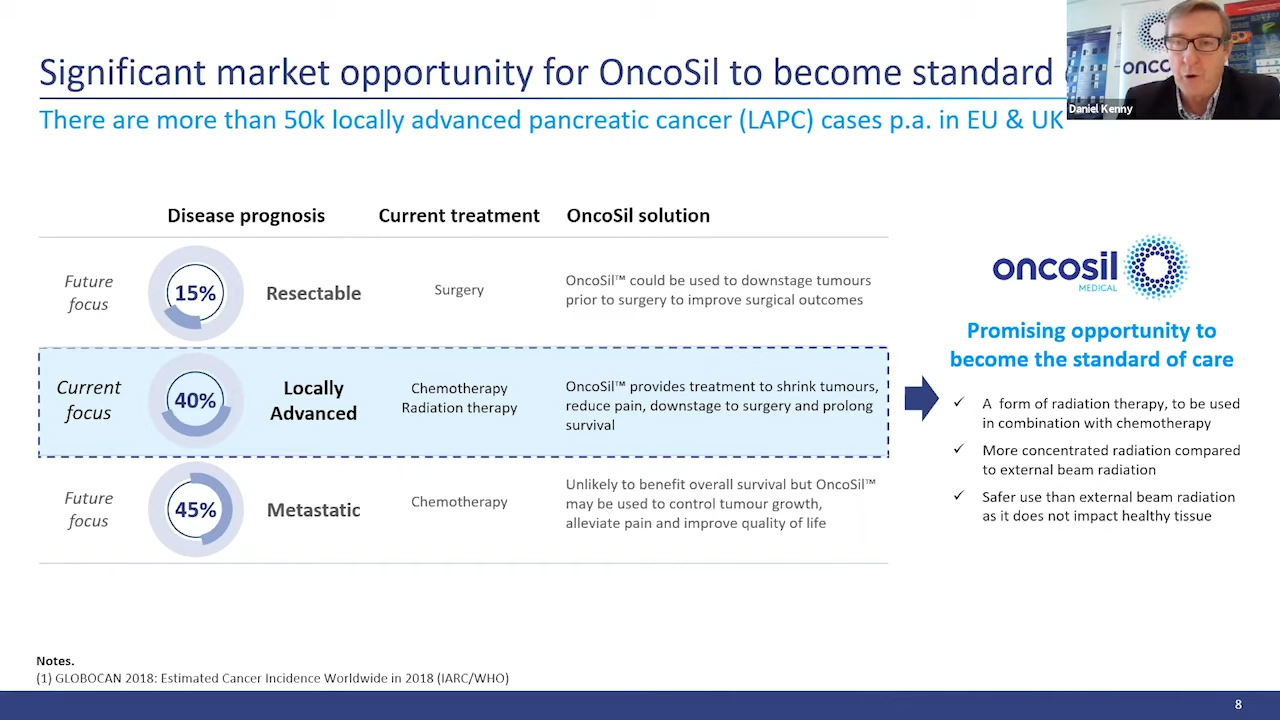 Significant market opportunity for OncoSil to become standard
There are more than 50k locally advanced pancreatic cancer (LAPC) cases p.a. in EU & UK
onco
Daniel Kenny
Disease prognosis
Current treatment
OncoSil solution
Future
focus
15%
Resectable
Surgery
OncoSil™ could be used to downstage tumours
prior to surgery to improve surgical outcomes
Current
focus
40%
Locally
Advanced
Chemotherapy
Radiation therapy
OncoSil™ provides treatment to shrink tumours,
reduce pain, downstage to surgery and prolong
survival
Future
focus
45%
Metastatic
Chemotherapy
Unlikely to benefit overall survival but OncoSil™
may be used to control tumour growth,
alleviate pain and improve quality of life
oncosil
MEDICAL
Promising opportunity to
become the standard of care
✓ A form of radiation therapy, to be used
in combination with chemotherapy
✓ More concentrated radiation compared
to external beam radiation
✓ Safer use than external beam radiation
as it does not impact healthy tissue
Notes.
(1) GLOBOCAN 2018: Estimated Cancer Incidence Worldwide in 2018 (IARC/WHO)
8